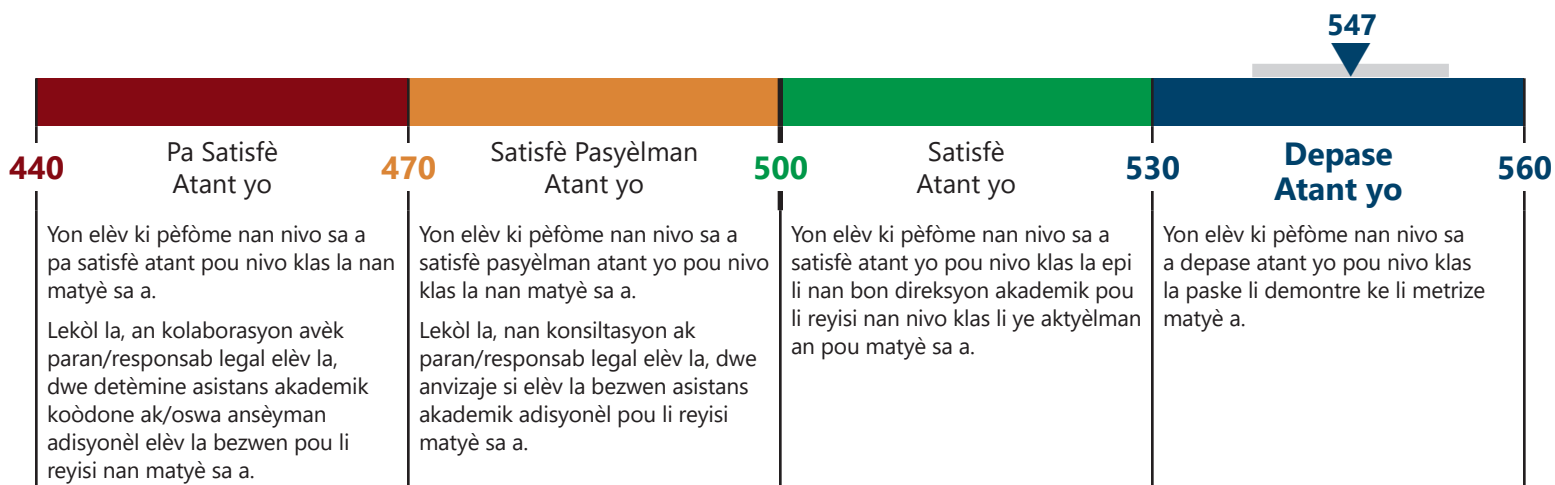 547
440
Pa Satisfè
Atant yo
470
Satisfè Pasyèlman
Atant yo
500
Satisfè
Atant yo
530
Depase
Atant yo
560
Yon elèv ki pèfòme nan nivo sa a
pa satisfè atant pou nivo klas la nan
matyè sa a.
Lekòl la, an kolaborasyon avèk
paran/responsab legal elèv la,
dwe detèmine asistans akademik
koòdone ak/oswa ansèyman
adisyonèl elèv la bezwen pou li
reyisi nan matyè sa a.
Yon elèv ki pèfòme nan nivo sa a
satisfè pasyèlman atant yo pou nivo
klas la nan matyè sa a.
Lekòl la, nan konsiltasyon ak
paran/responsab legal elèv la, dwe
anvizaje si elèv la bezwen asistans
akademik adisyonèl pou li reyisi
matyè sa a.
Yon elèv ki pèfòme nan nivo sa a
satisfè atant yo pou nivo klas la epi
li nan bon direksyon akademik pou
li reyisi nan nivo klas li ye aktyèlman
an pou matyè sa a.
Yon elèv ki pèfòme nan nivo sa
a depase atant yo pou nivo klas
la paske li demontre ke li metrize
matyè a.